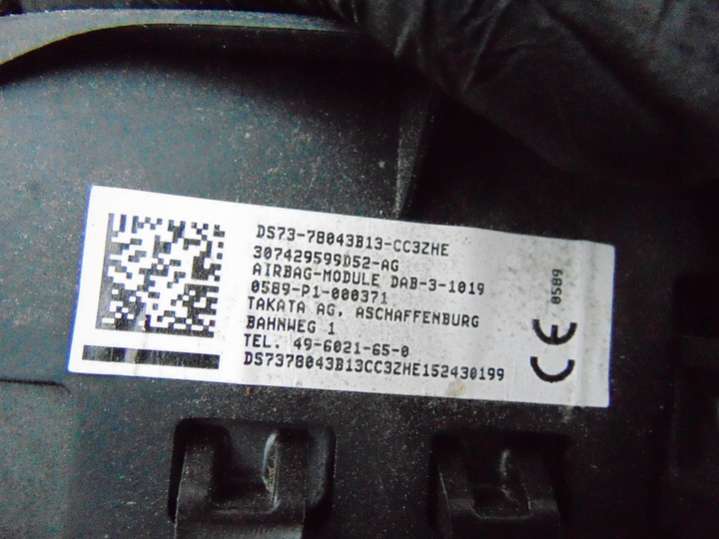 DS73-78043B13-CC3ZHE
307429599D52-AG
AIRBAG-MODULE DAB-3-1019
0589-P1-000371
TAKATA AG, ASCHAFFENBURG
BAHNWEG 1
TEL. 49-6021-65-0
DS7378043B13CC3ZHE152430199
CE 0589